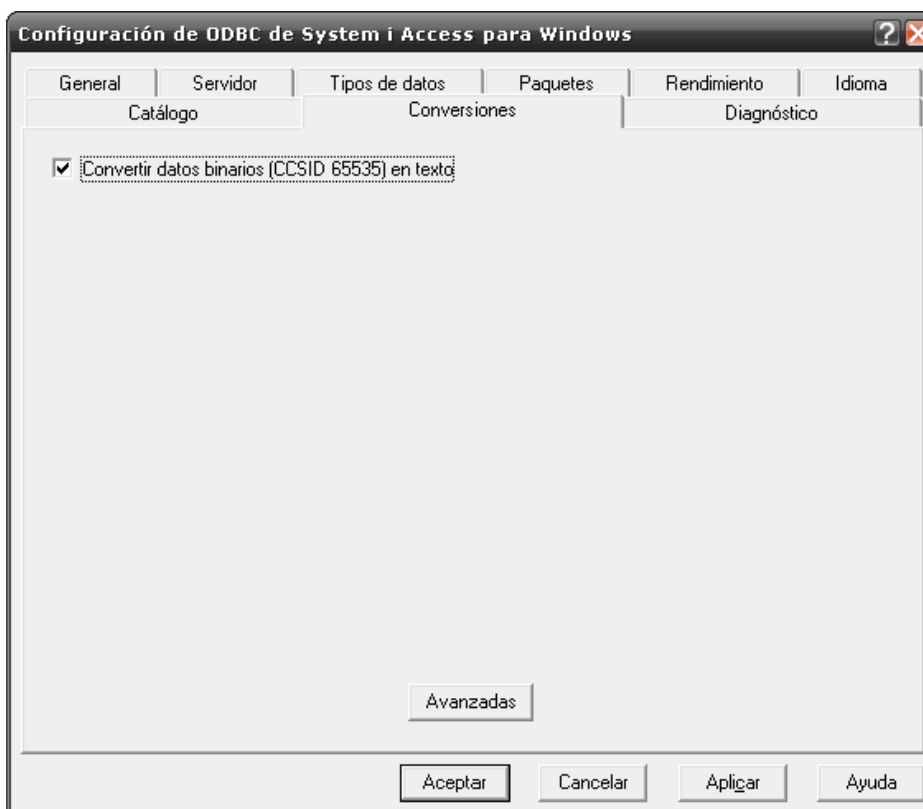 Configuración de ODBC de System i Access para Windows
General Servidor Tipos de datos Paquetes Rendimiento Idioma
Catálogo Conversiones Diagnóstico
Convertir datos binarios (CCSID 65535) en texto
Avanzadas
Aceptar Cancelar Aplicar Ayuda